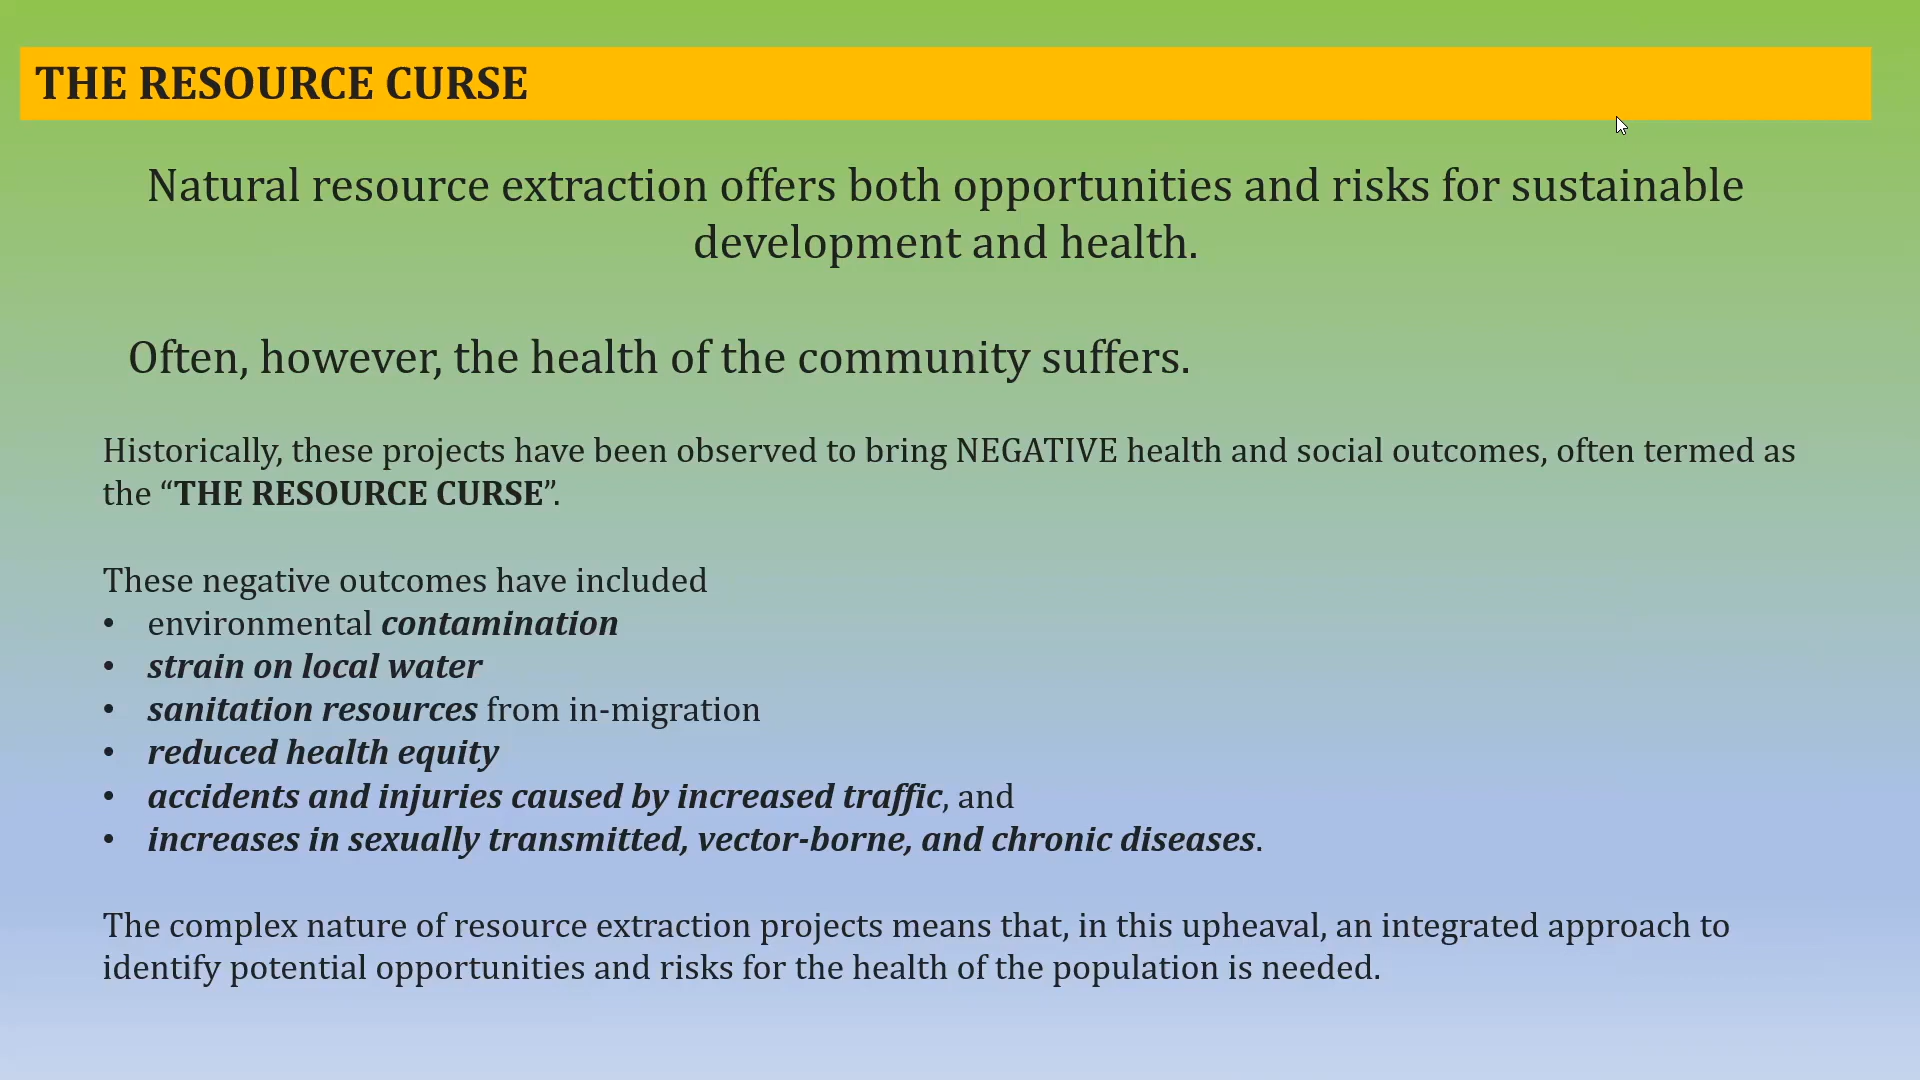 THE RESOURCE CURSE
Natural resource extraction offers both opportunities and risks for sustainable
development and health.
Often, however, the health of the community suffers.
Historically, these projects have been observed to bring NEGATIVE health and social outcomes, often termed as
the “THE RESOURCE CURSE”.
These negative outcomes have included
• environmental contamination
• strain on local water
• sanitation resources from in-migration
• reduced health equity
• accidents and injuries caused by increased traffic, and
• increases in sexually transmitted, vector-borne, and chronic diseases.
The complex nature of resource extraction projects means that, in this upheaval, an integrated approach to
identify potential opportunities and risks for the health of the population is needed.